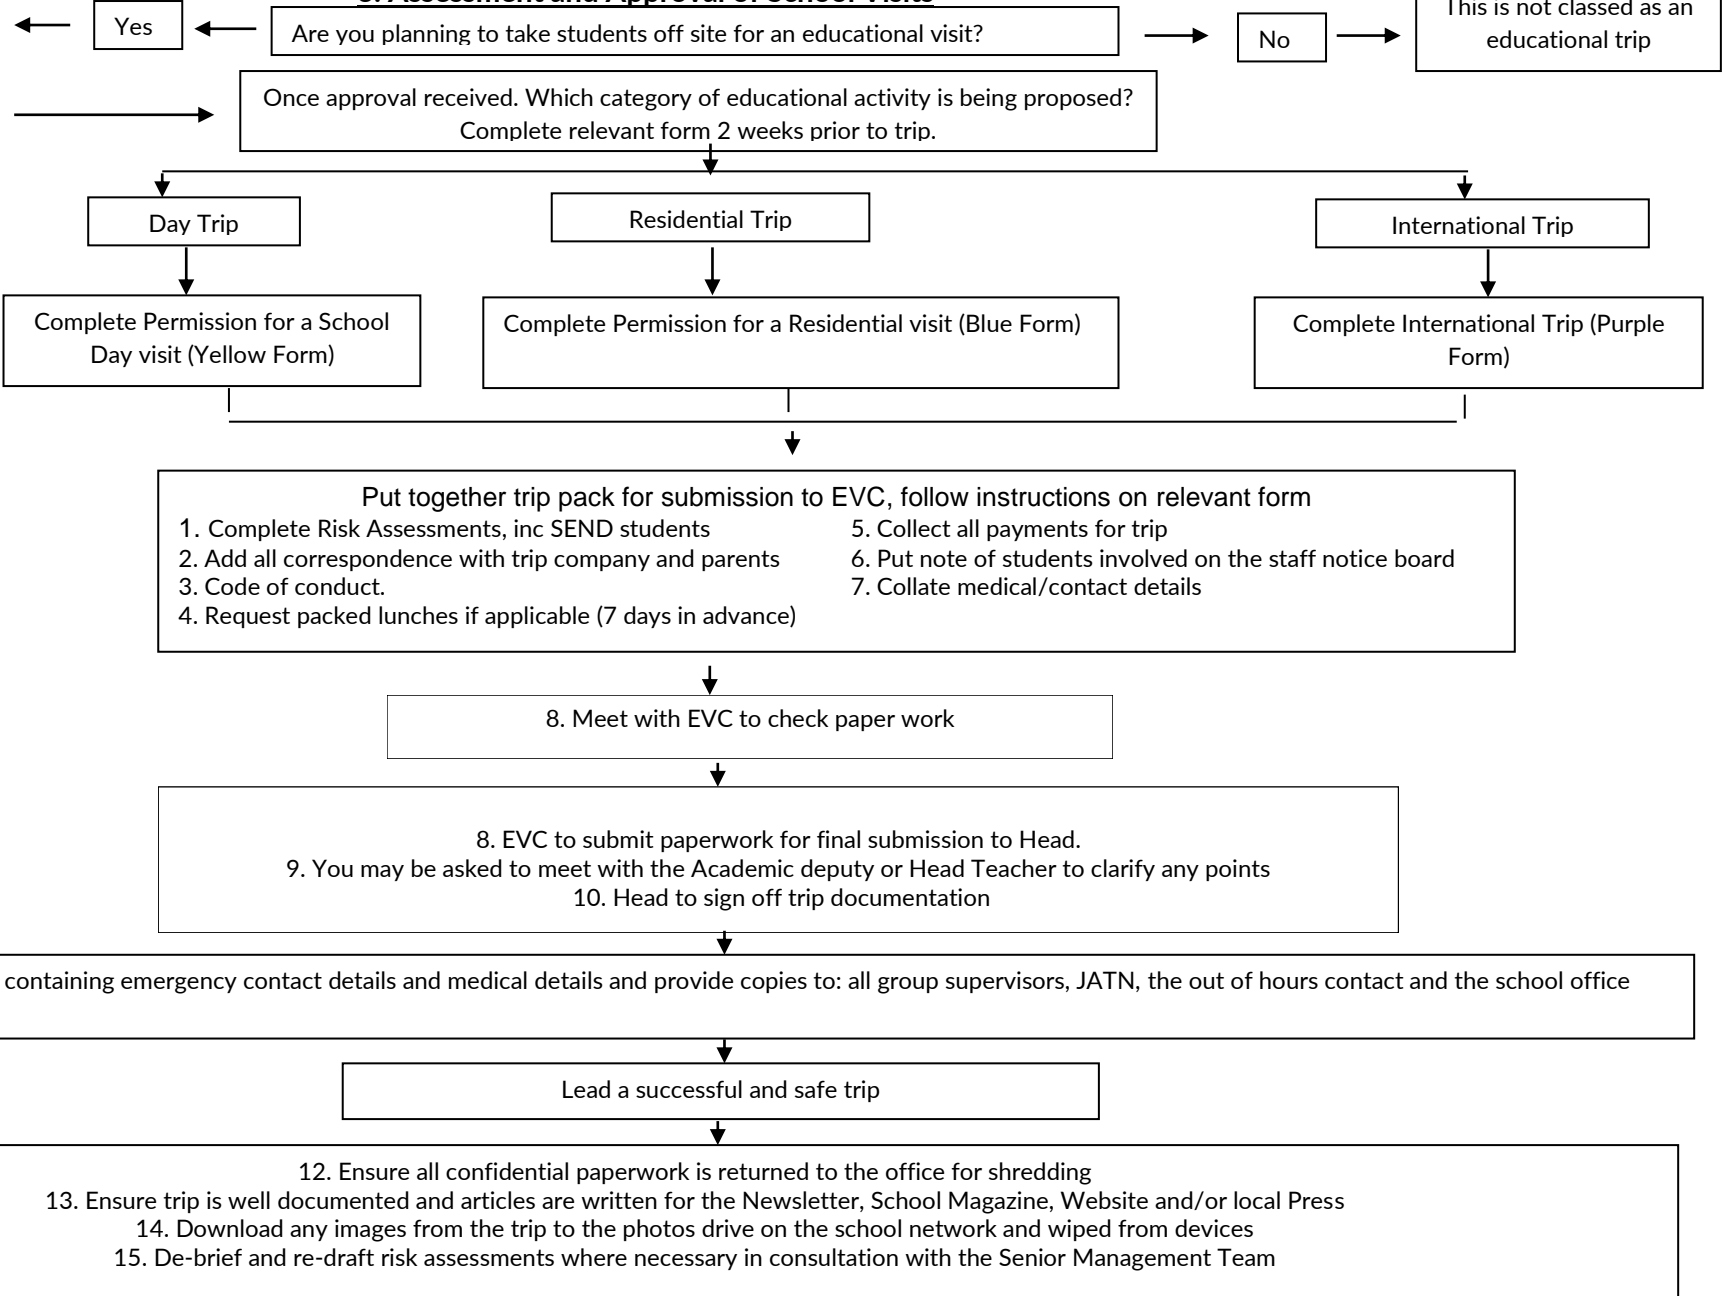 Assessment and Approval of School Visits
Yes
Are you planning to take students off site for an educational visit?
No
This is not classed as an
educational trip
Once approval received. Which category of educational activity is being proposed?
Complete relevant form 2 weeks prior to trip.
Day Trip
Residential Trip
International Trip
Complete Permission for a School
Day visit (Yellow Form)
Complete Permission for a Residential visit (Blue Form)
Complete International Trip (Purple
Form)
Put together trip pack for submission to EVC, follow instructions on relevant form
1. Complete Risk Assessments, inc SEND students
2. Add all correspondence with trip company and parents
3. Code of conduct.
4. Request packed lunches if applicable (7 days in advance)
5. Collect all payments for trip
6. Put note of students involved on the staff notice board
7. Collate medical/contact details
8. Meet with EVC to check paper work
8. EVC to submit paperwork for final submission to Head.
9. You may be asked to meet with the Academic deputy or Head Teacher to clarify any points
10. Head to sign off trip documentation
containing emergency contact details and medical details and provide copies to: all group supervisors, JATN, the out of hours contact and the school office
Lead a successful and safe trip
12. Ensure all confidential paperwork is returned to the office for shredding
13. Ensure trip is well documented and articles are written for the Newsletter, School Magazine, Website and/or local Press
14. Download any images from the trip to the photos drive on the school network and wiped from devices
15. De-brief and re-draft risk assessments where necessary in consultation with the Senior Management Team